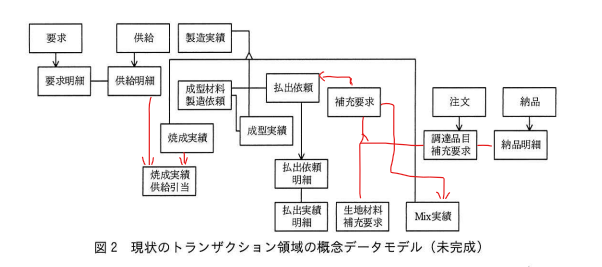 要求
供給
製造実績
要求明細
供給明細
成型材料
製造依頼
払出依頼
補充要求
注文
納品
焼成実績
成型実績
調達品目
補充要求
納品明細
焼成実績
供給引当
払出依頼
明細
払出実績
明細
生地材料
補充要求
Mix実績
図2 現状のトランザクション領域の概念データモデル（未完成）